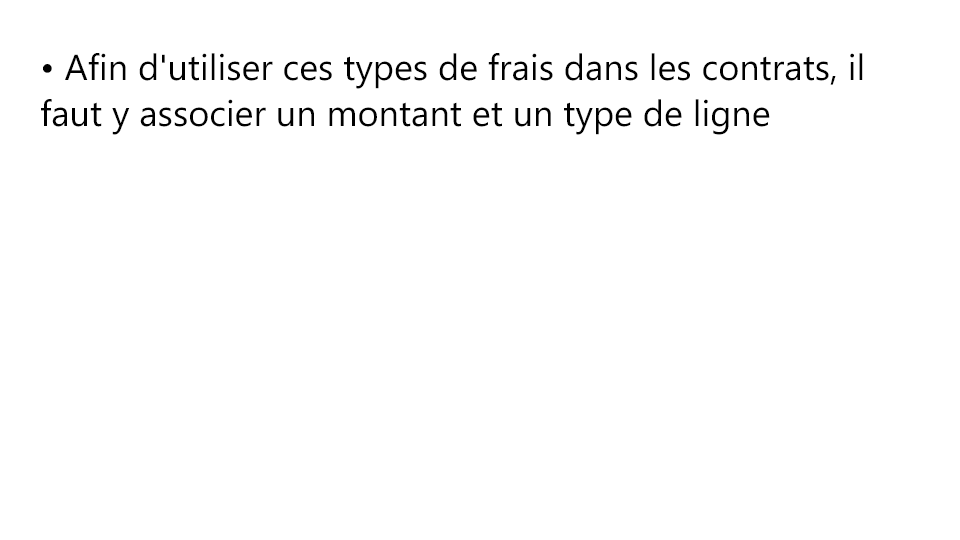 • Afin d'utiliser ces types de frais dans les contrats, il
faut y associer un montant et un type de ligne